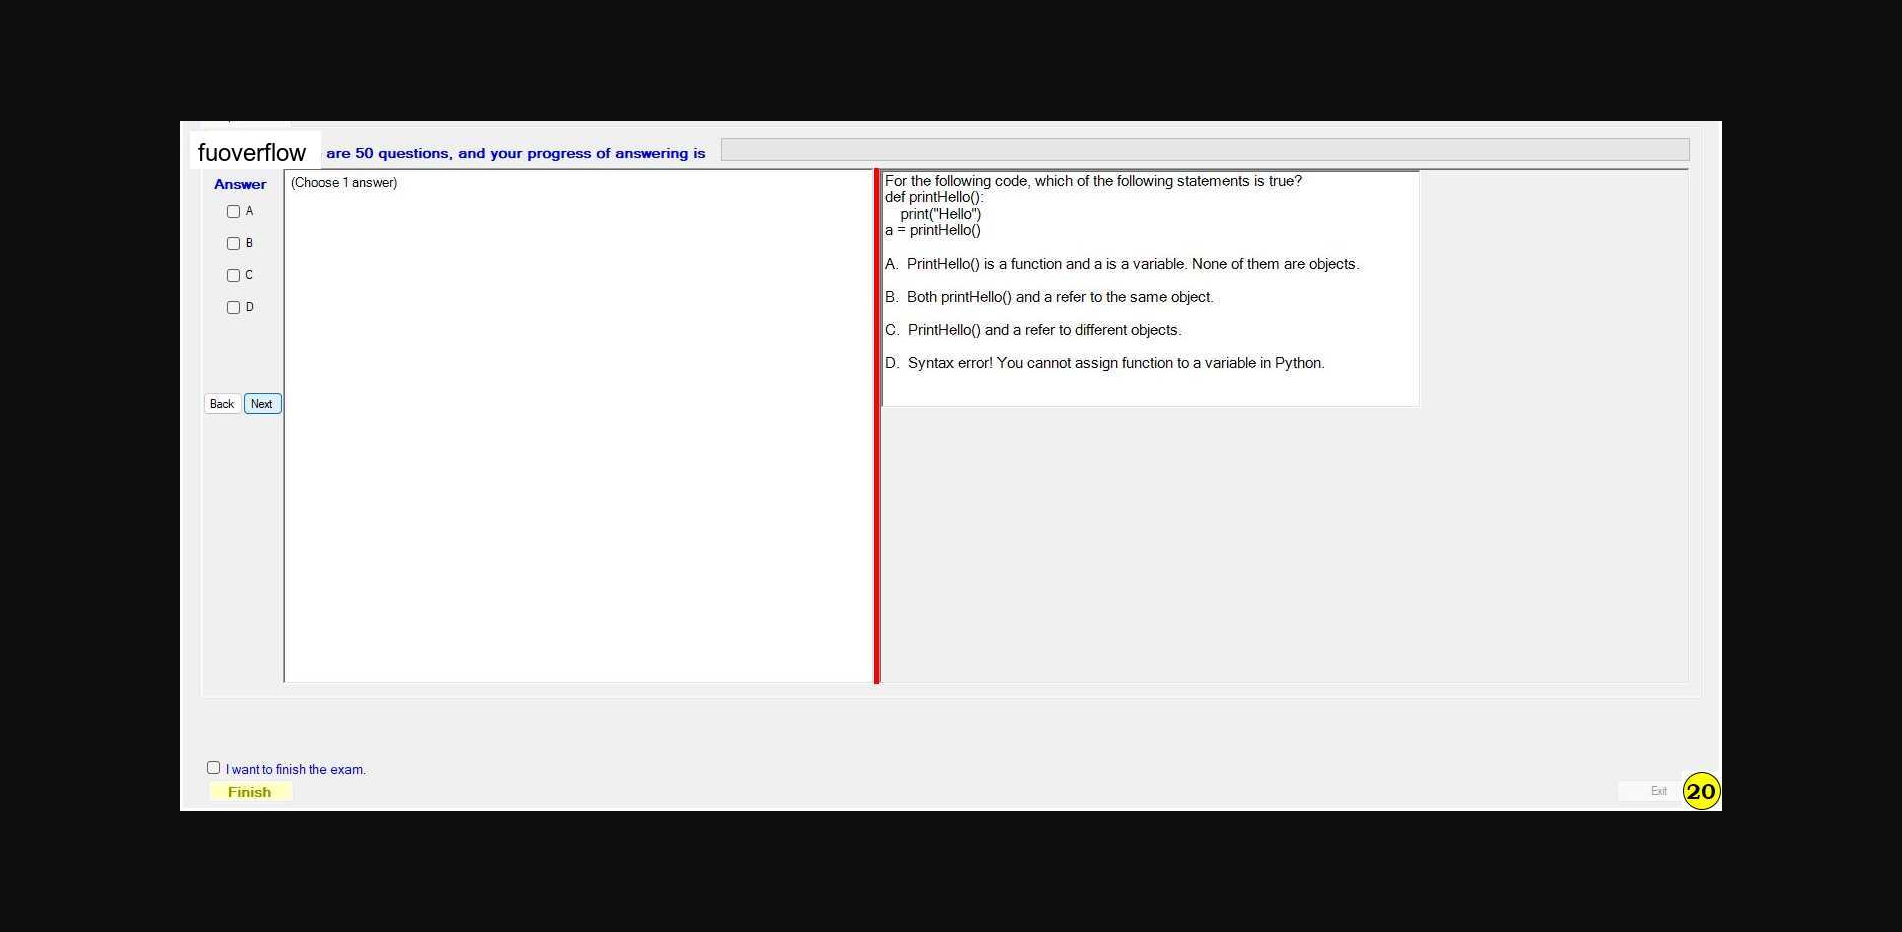 fuoverflow are 50 questions, and your progress of answering is
Answer
(Choose 1 answer)
A
B
C
D
Back Next
For the following code, which of the following statements is true?
def printHello():
print("Hello")
a = printHello()
A. PrintHello() is a function and a is a variable. None of them are objects.
B. Both printHello() and a refer to the same object.
C. PrintHello() and a refer to different objects.
D. Syntax error! You cannot assign function to a variable in Python.
I want to finish the exam.
Finish
Exit
20